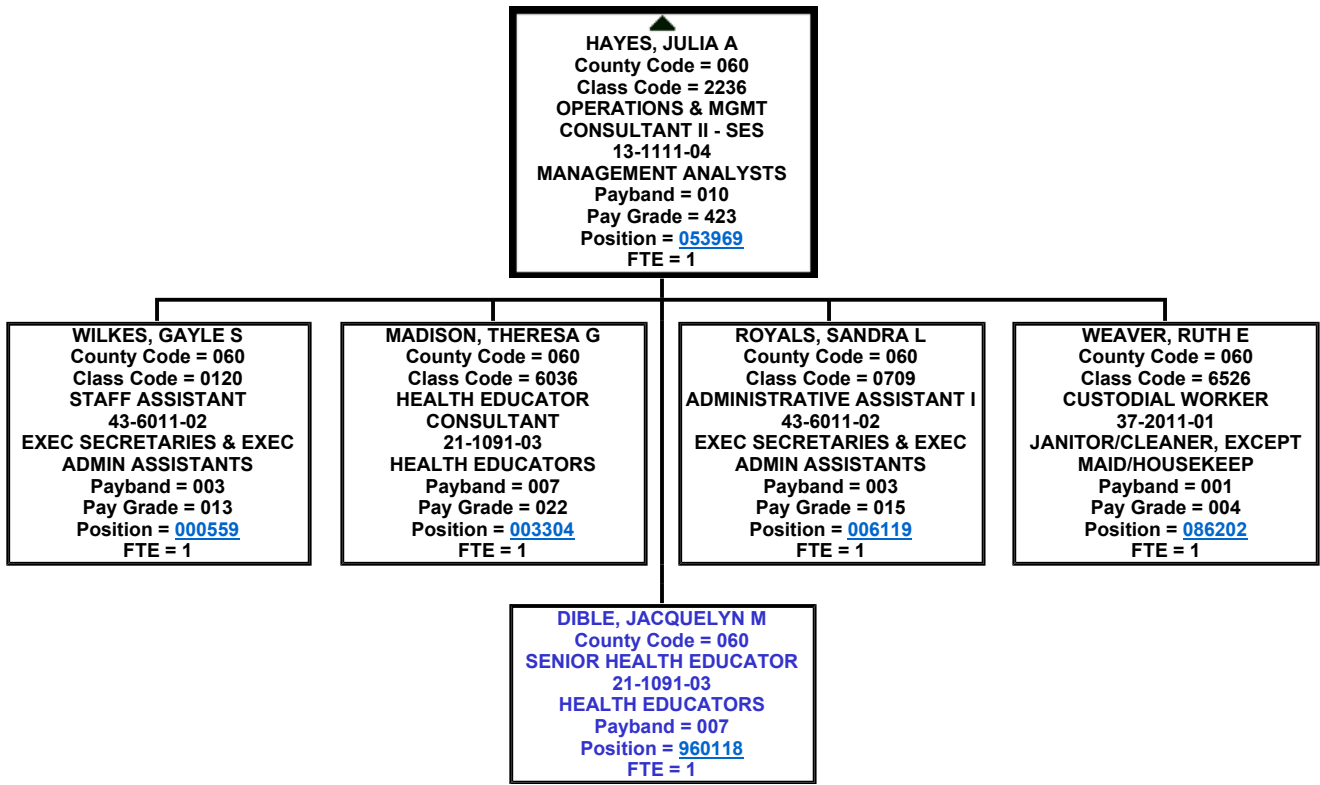 HAYES, JULIA A
County Code = 060
Class Code = 2236
OPERATIONS & MGMT
CONSULTANT II - SES
13-1111-04
MANAGEMENT ANALYSTS
Payband = 010
Pay Grade = 423
Position = 053969
FTE = 1
WILKES, GAYLE S
County Code = 060
Class Code = 0120
STAFF ASSISTANT
43-6011-02
EXEC SECRETARIES & EXEC
ADMIN ASSISTANTS
Payband = 003
Pay Grade = 013
Position = 000559
FTE = 1
MADISON, THERESA G
County Code = 060
Class Code = 6036
HEALTH EDUCATOR
CONSULTANT
21-1091-03
HEALTH EDUCATORS
Payband = 007
Pay Grade = 022
Position = 003304
FTE = 1
ROYALS, SANDRA L
County Code = 060
Class Code = 0709
ADMINISTRATIVE ASSISTANT I
43-6011-02
EXEC SECRETARIES & EXEC
ADMIN ASSISTANTS
Payband = 003
Pay Grade = 015
Position = 006119
FTE = 1
WEAVER, RUTH E
County Code = 060
Class Code = 6526
CUSTODIAL WORKER
37-2011-01
JANITOR/CLEANER, EXCEPT
MAID/HOUSEKEEP
Payband = 001
Pay Grade = 004
Position = 086202
FTE = 1
DIBLE, JACQUELYN M
County Code = 060
SENIOR HEALTH EDUCATOR
21-1091-03
HEALTH EDUCATORS
Payband = 007
Position = 960118
FTE = 1